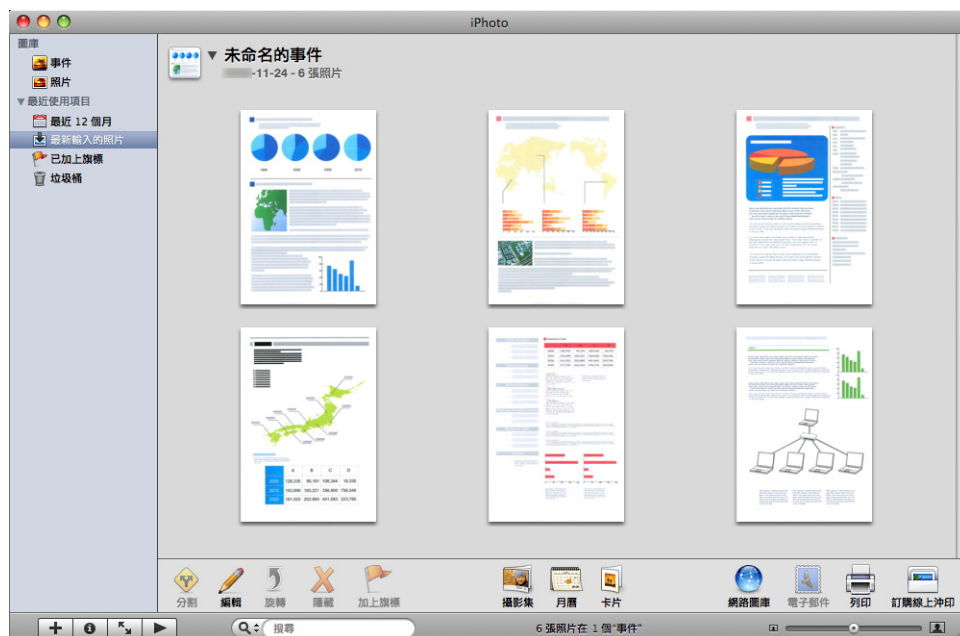 iPhoto
圖庫
事件
照片
最近使用項目
最近 12 個月
最新輸入的照片
已加上旗標
垃圾桶
未命名的事件
-11-24 - 6 張照片
A B C D
分割
編輯
旋轉
隱藏
加上旗標
攝影集
月曆
卡片
網路圖庫
電子郵件
列印
訂購線上沖印
搜尋
6 張照片在 1 個"事件"